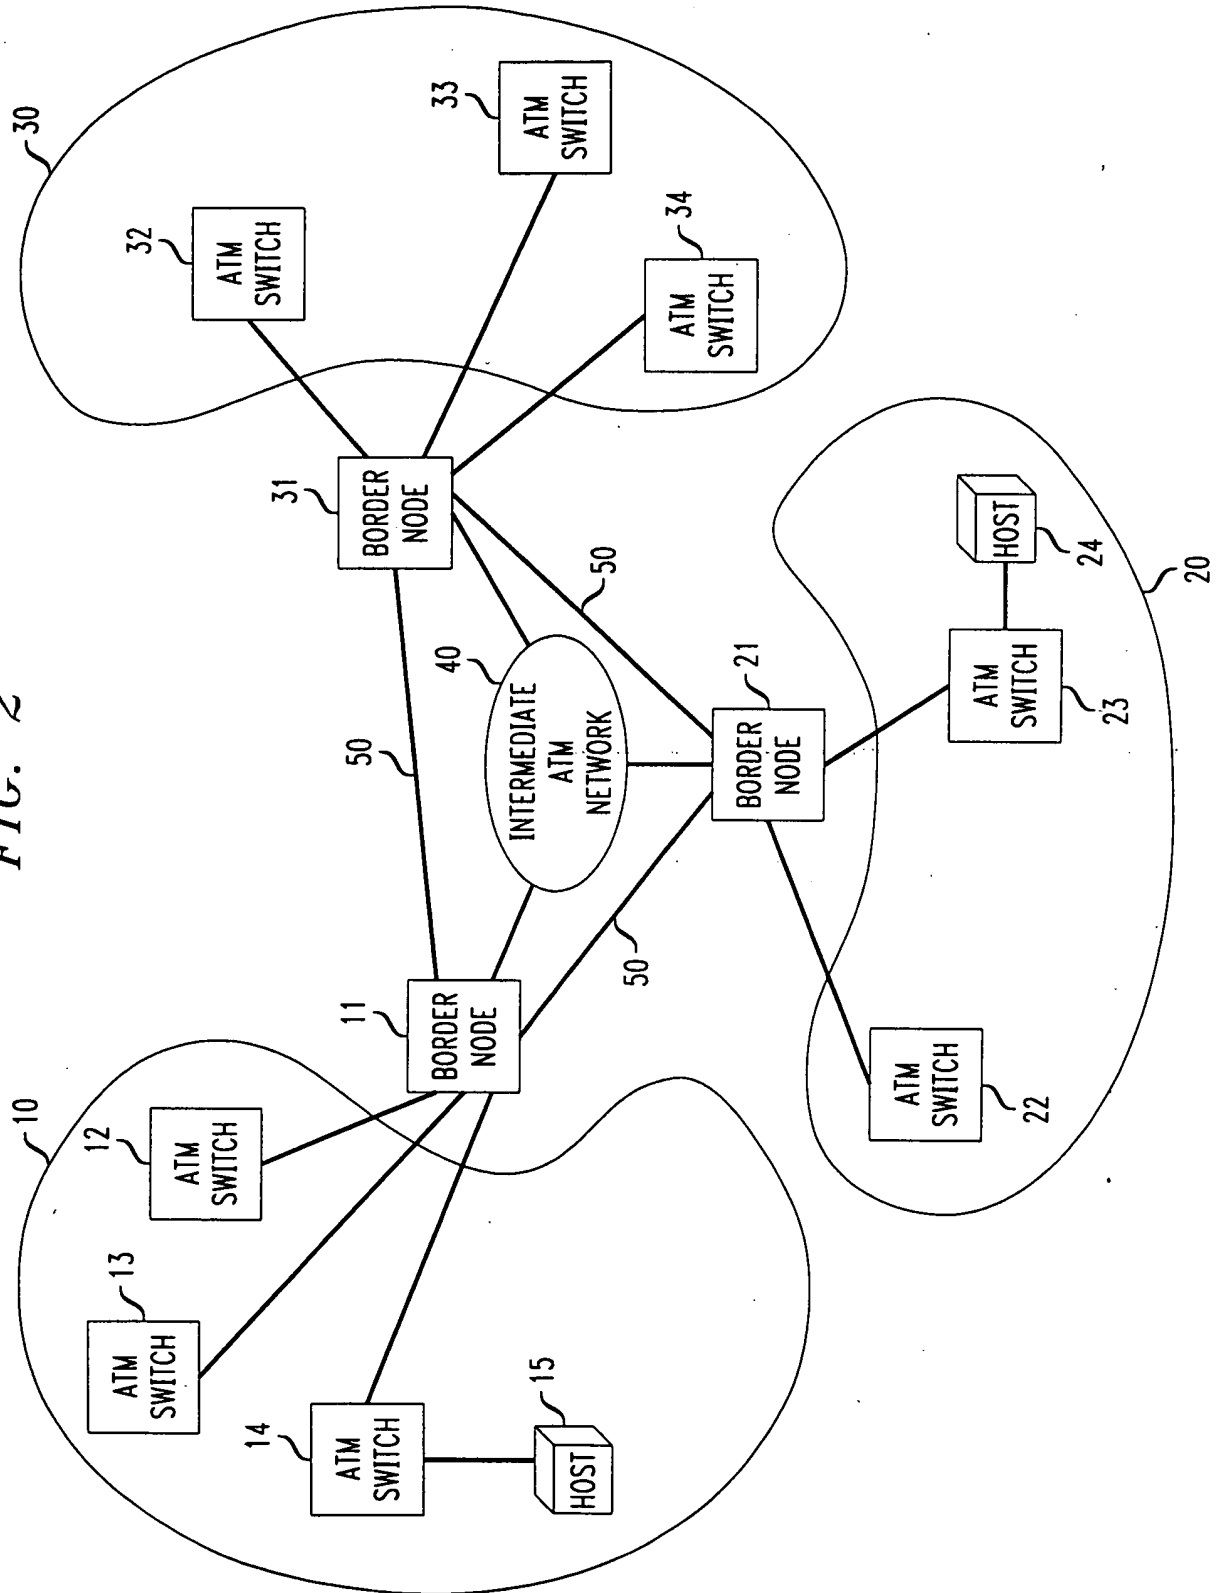 FIG. 2
10
12
ATM
SWITCH
13
ATM
SWITCH
14
ATM
SWITCH
15
HOST
11
BORDER
NODE
50
30
32
ATM
SWITCH
33
ATM
SWITCH
34
ATM
SWITCH
31
BORDER
NODE
40
INTERMEDIATE
ATM
NETWORK
50
50
21
BORDER
NODE
22
ATM
SWITCH
23
ATM
SWITCH
24
HOST
20